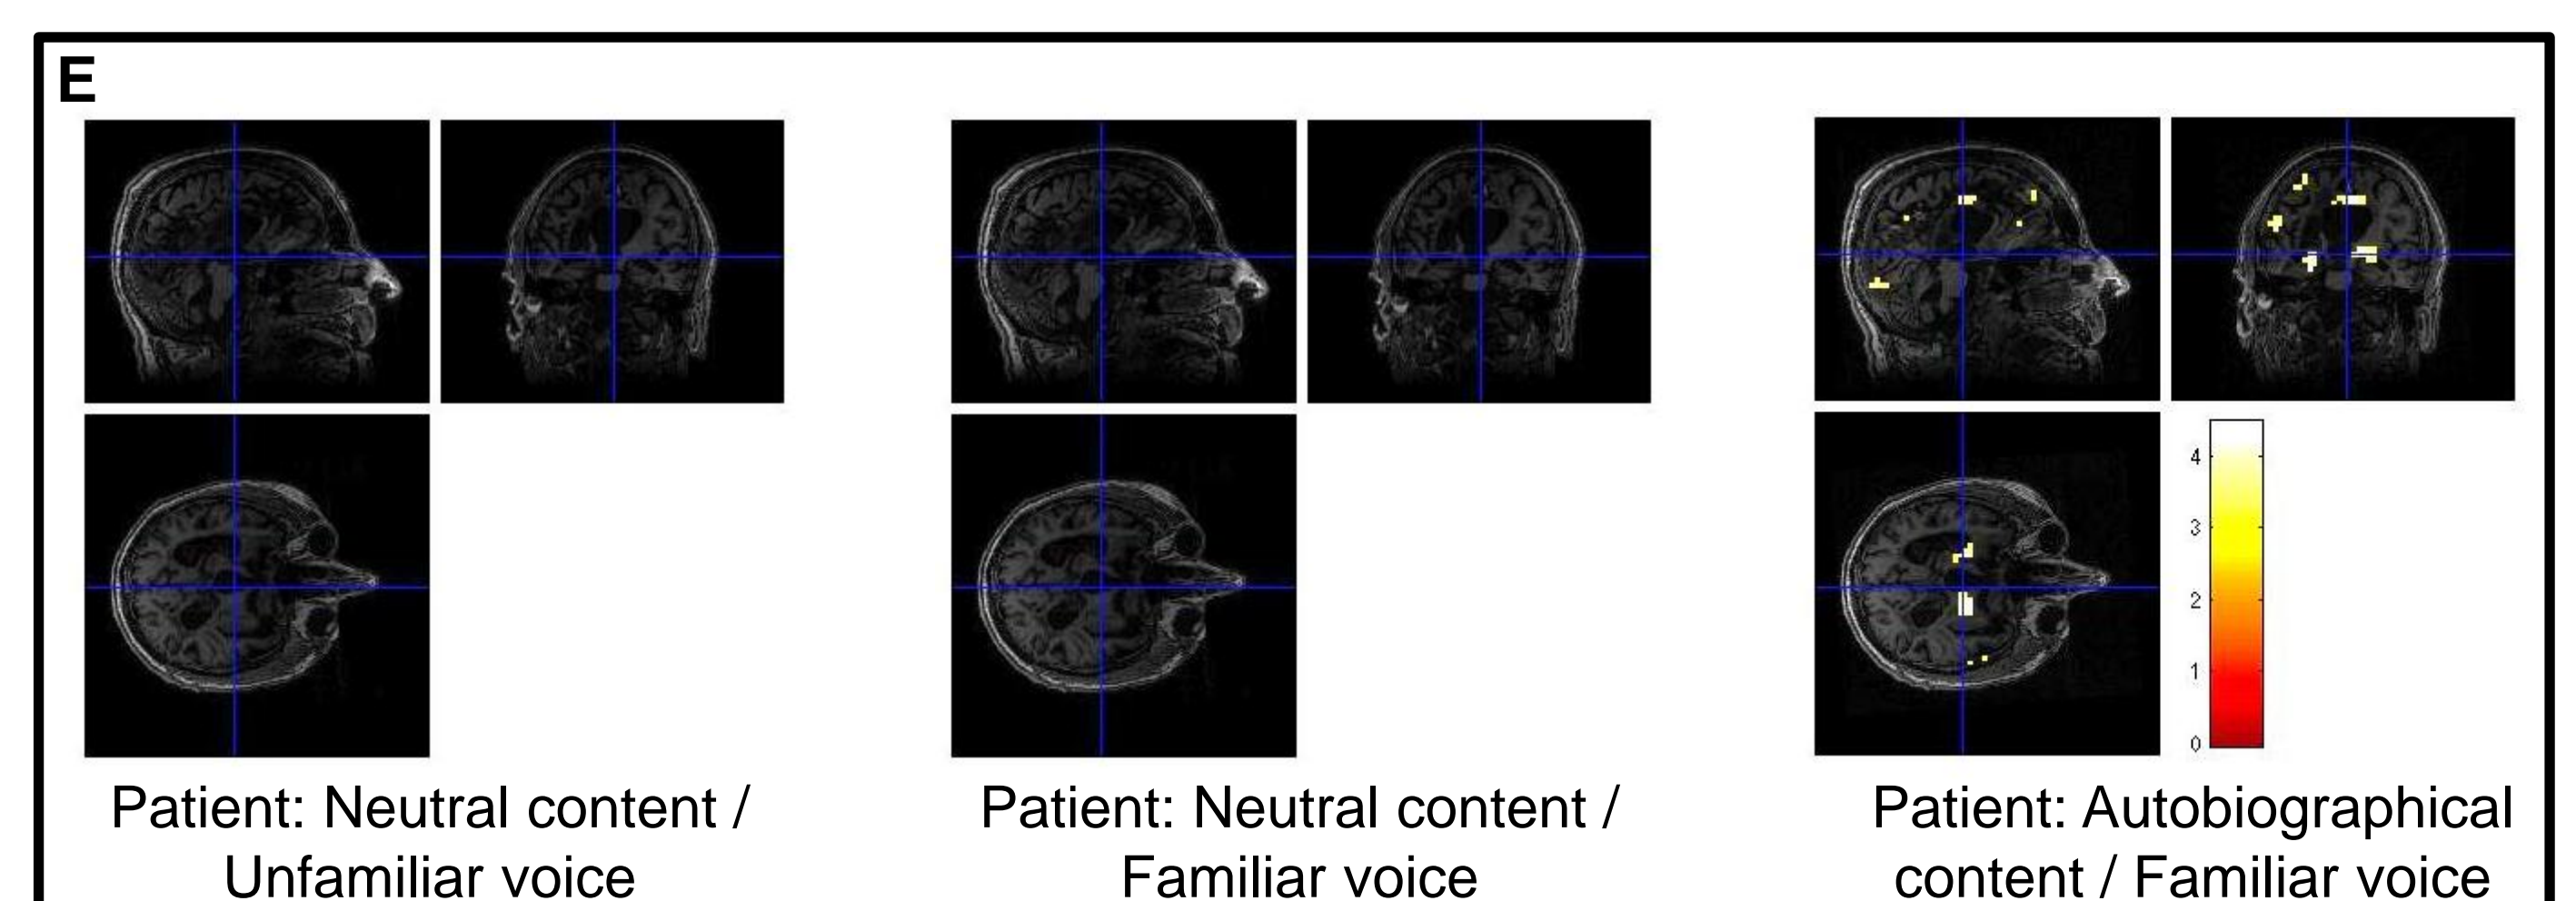 E
4
3
2
1
0
Patient: Neutral content /
Unfamiliar voice
Patient: Neutral content /
Familiar voice
Patient: Autobiographical
content / Familiar voice